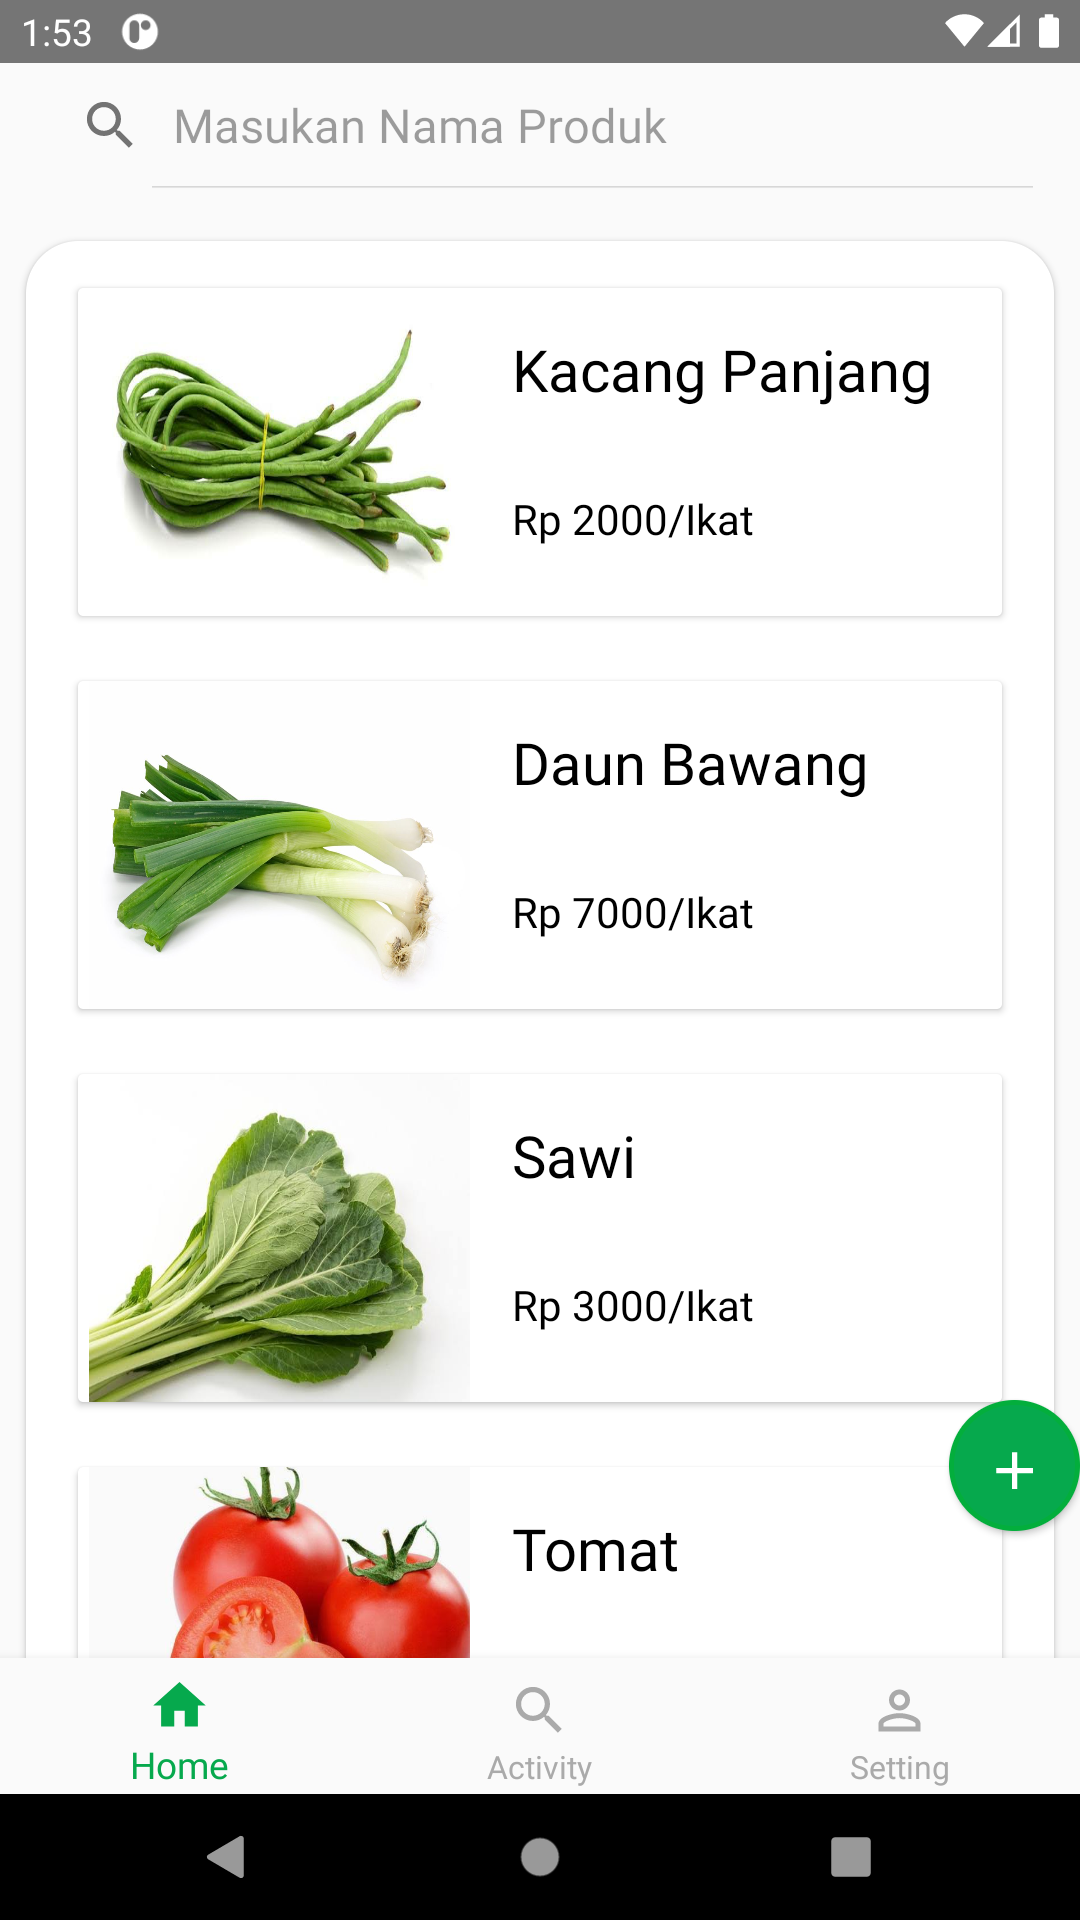 1:53
Masukan Nama Produk
Kacang Panjang
Rp 2000/Ikat
Daun Bawang
Rp 7000/Ikat
Sawi
Rp 3000/Ikat
+
Tomat
Home
Activity
Setting